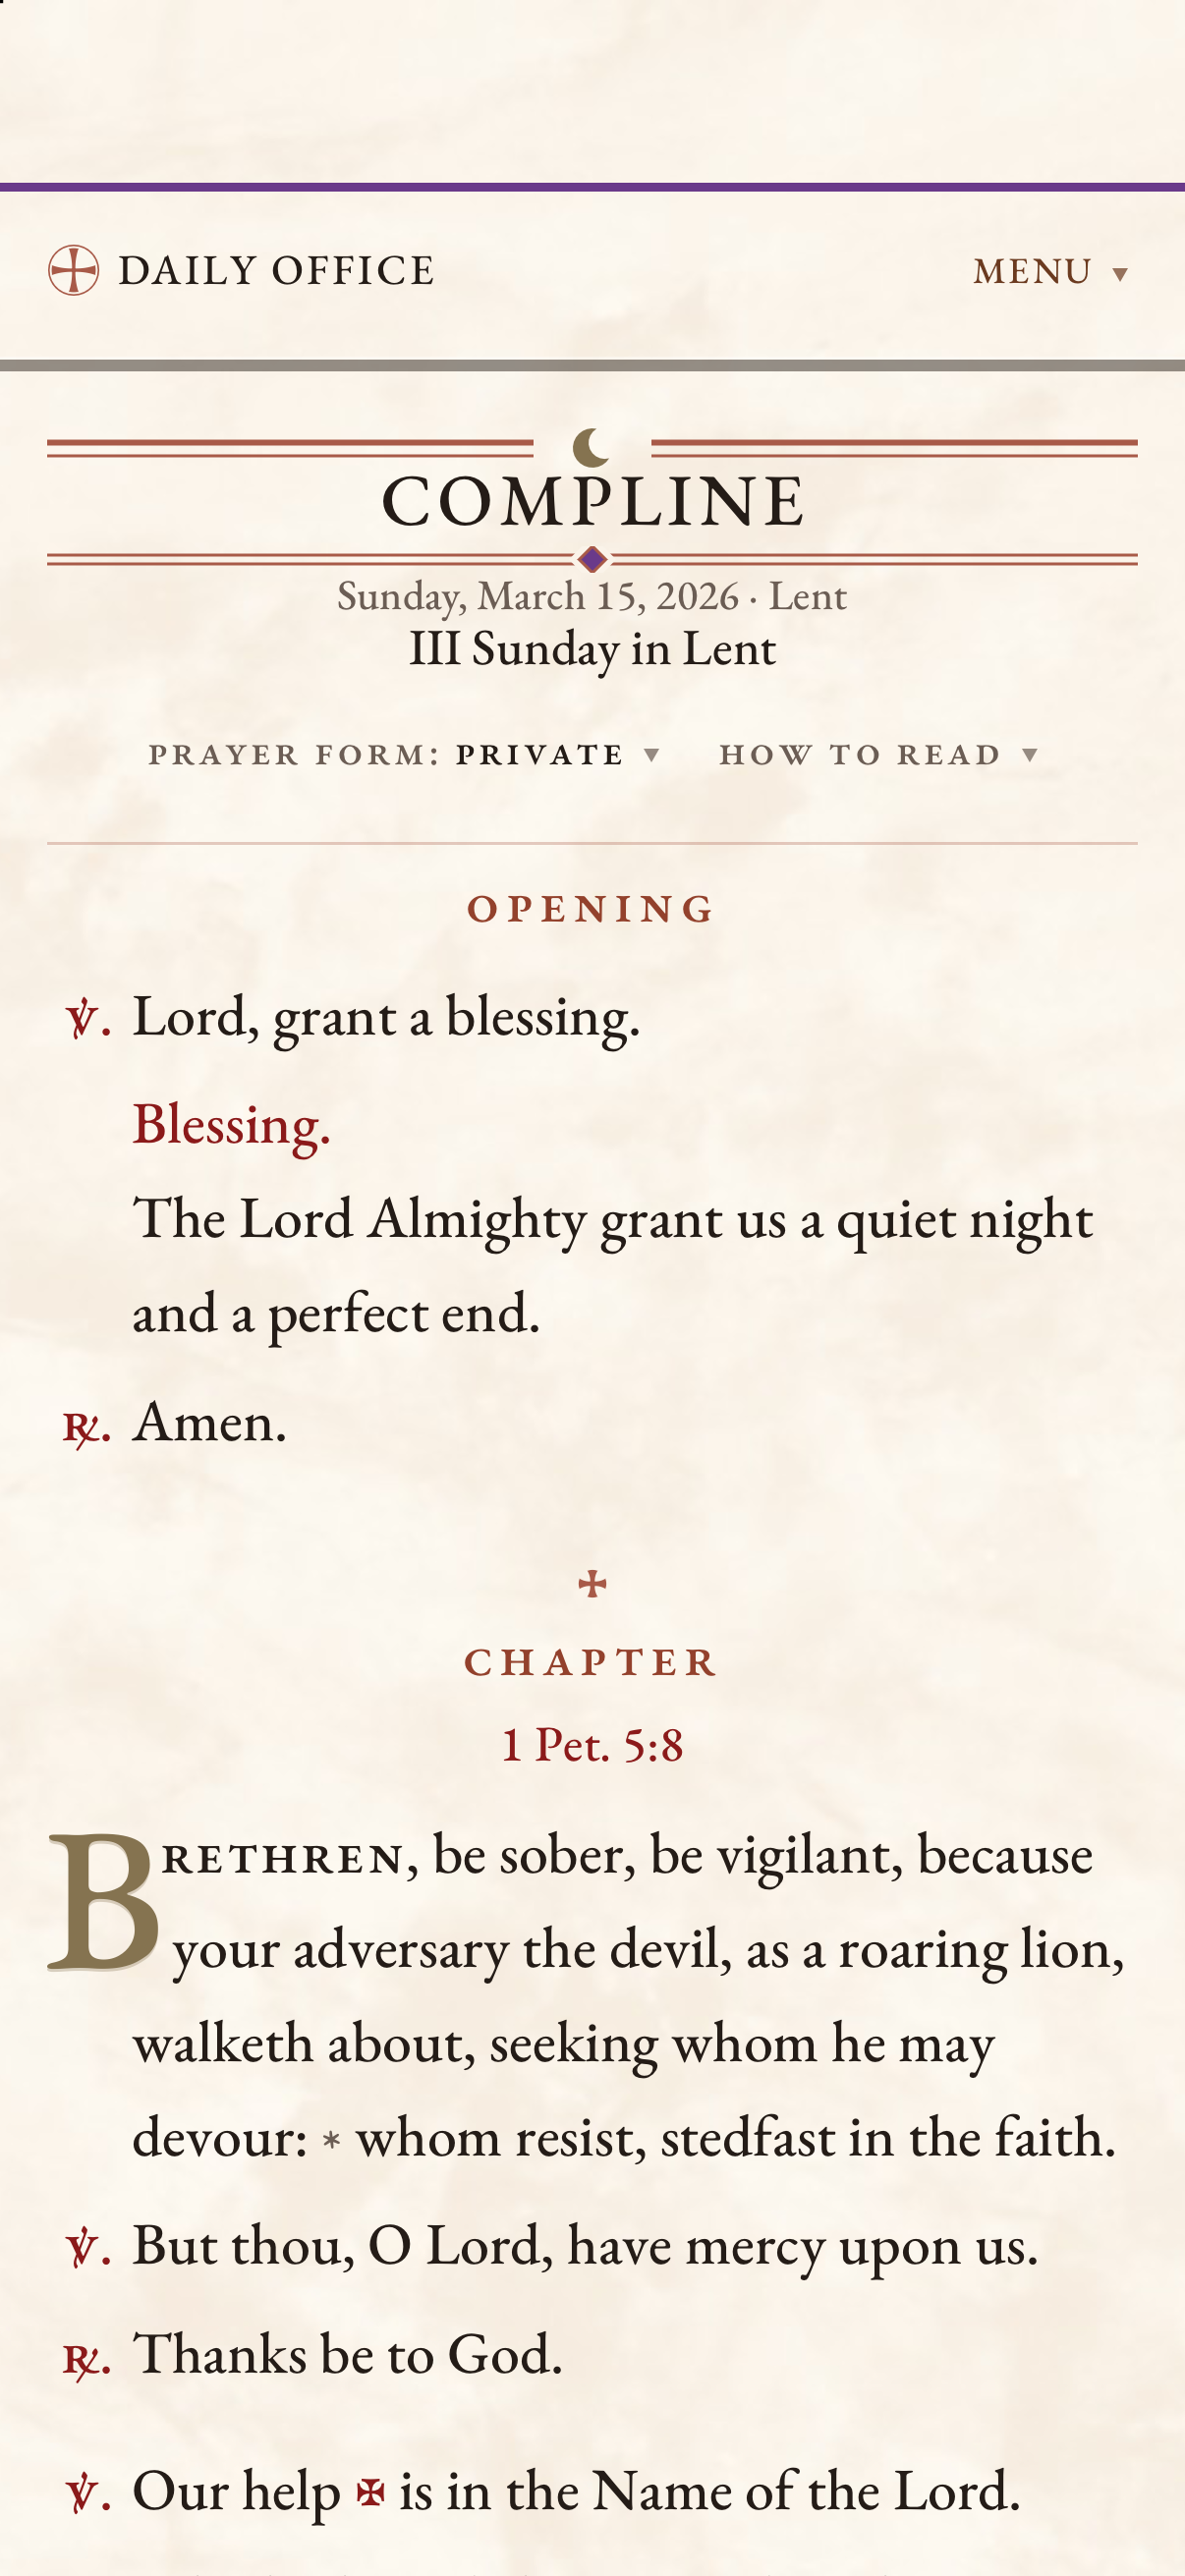 DAILY OFFICE
MENU ▼
COMPLINE
Sunday, March 15, 2026 · Lent
III Sunday in Lent
PRAYER FORM: PRIVATE ▼ HOW TO READ ▼
OPENING
℣. Lord, grant a blessing.
Blessing.
The Lord Almighty grant us a quiet night
and a perfect end.
℟. Amen.
CHAPTER
1 Pet. 5:8
BRETHREN, be sober, be vigilant, because
your adversary the devil, as a roaring lion,
walketh about, seeking whom he may
devour: * whom resist, stedfast in the faith.
℣. But thou, O Lord, have mercy upon us.
℟. Thanks be to God.
℣. Our help ✠ is in the Name of the Lord.